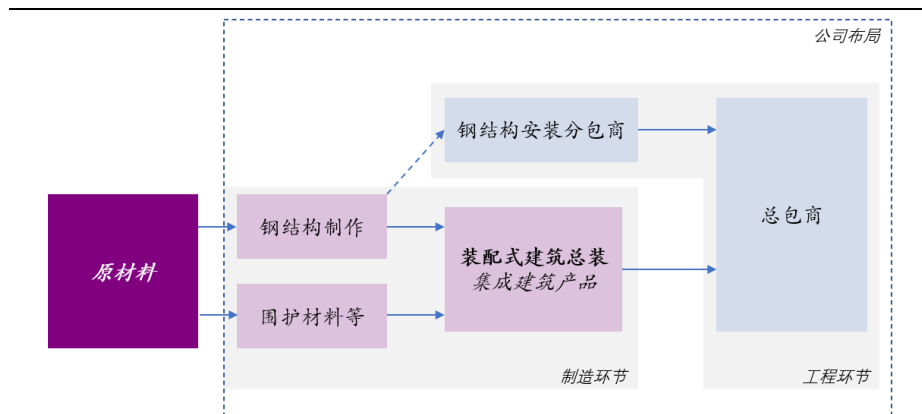 公司布局
钢结构安装分包商
钢结构制作
总包商
装配式建筑总装
集成建筑产品
原材料
围护材料等
制造环节
工程环节